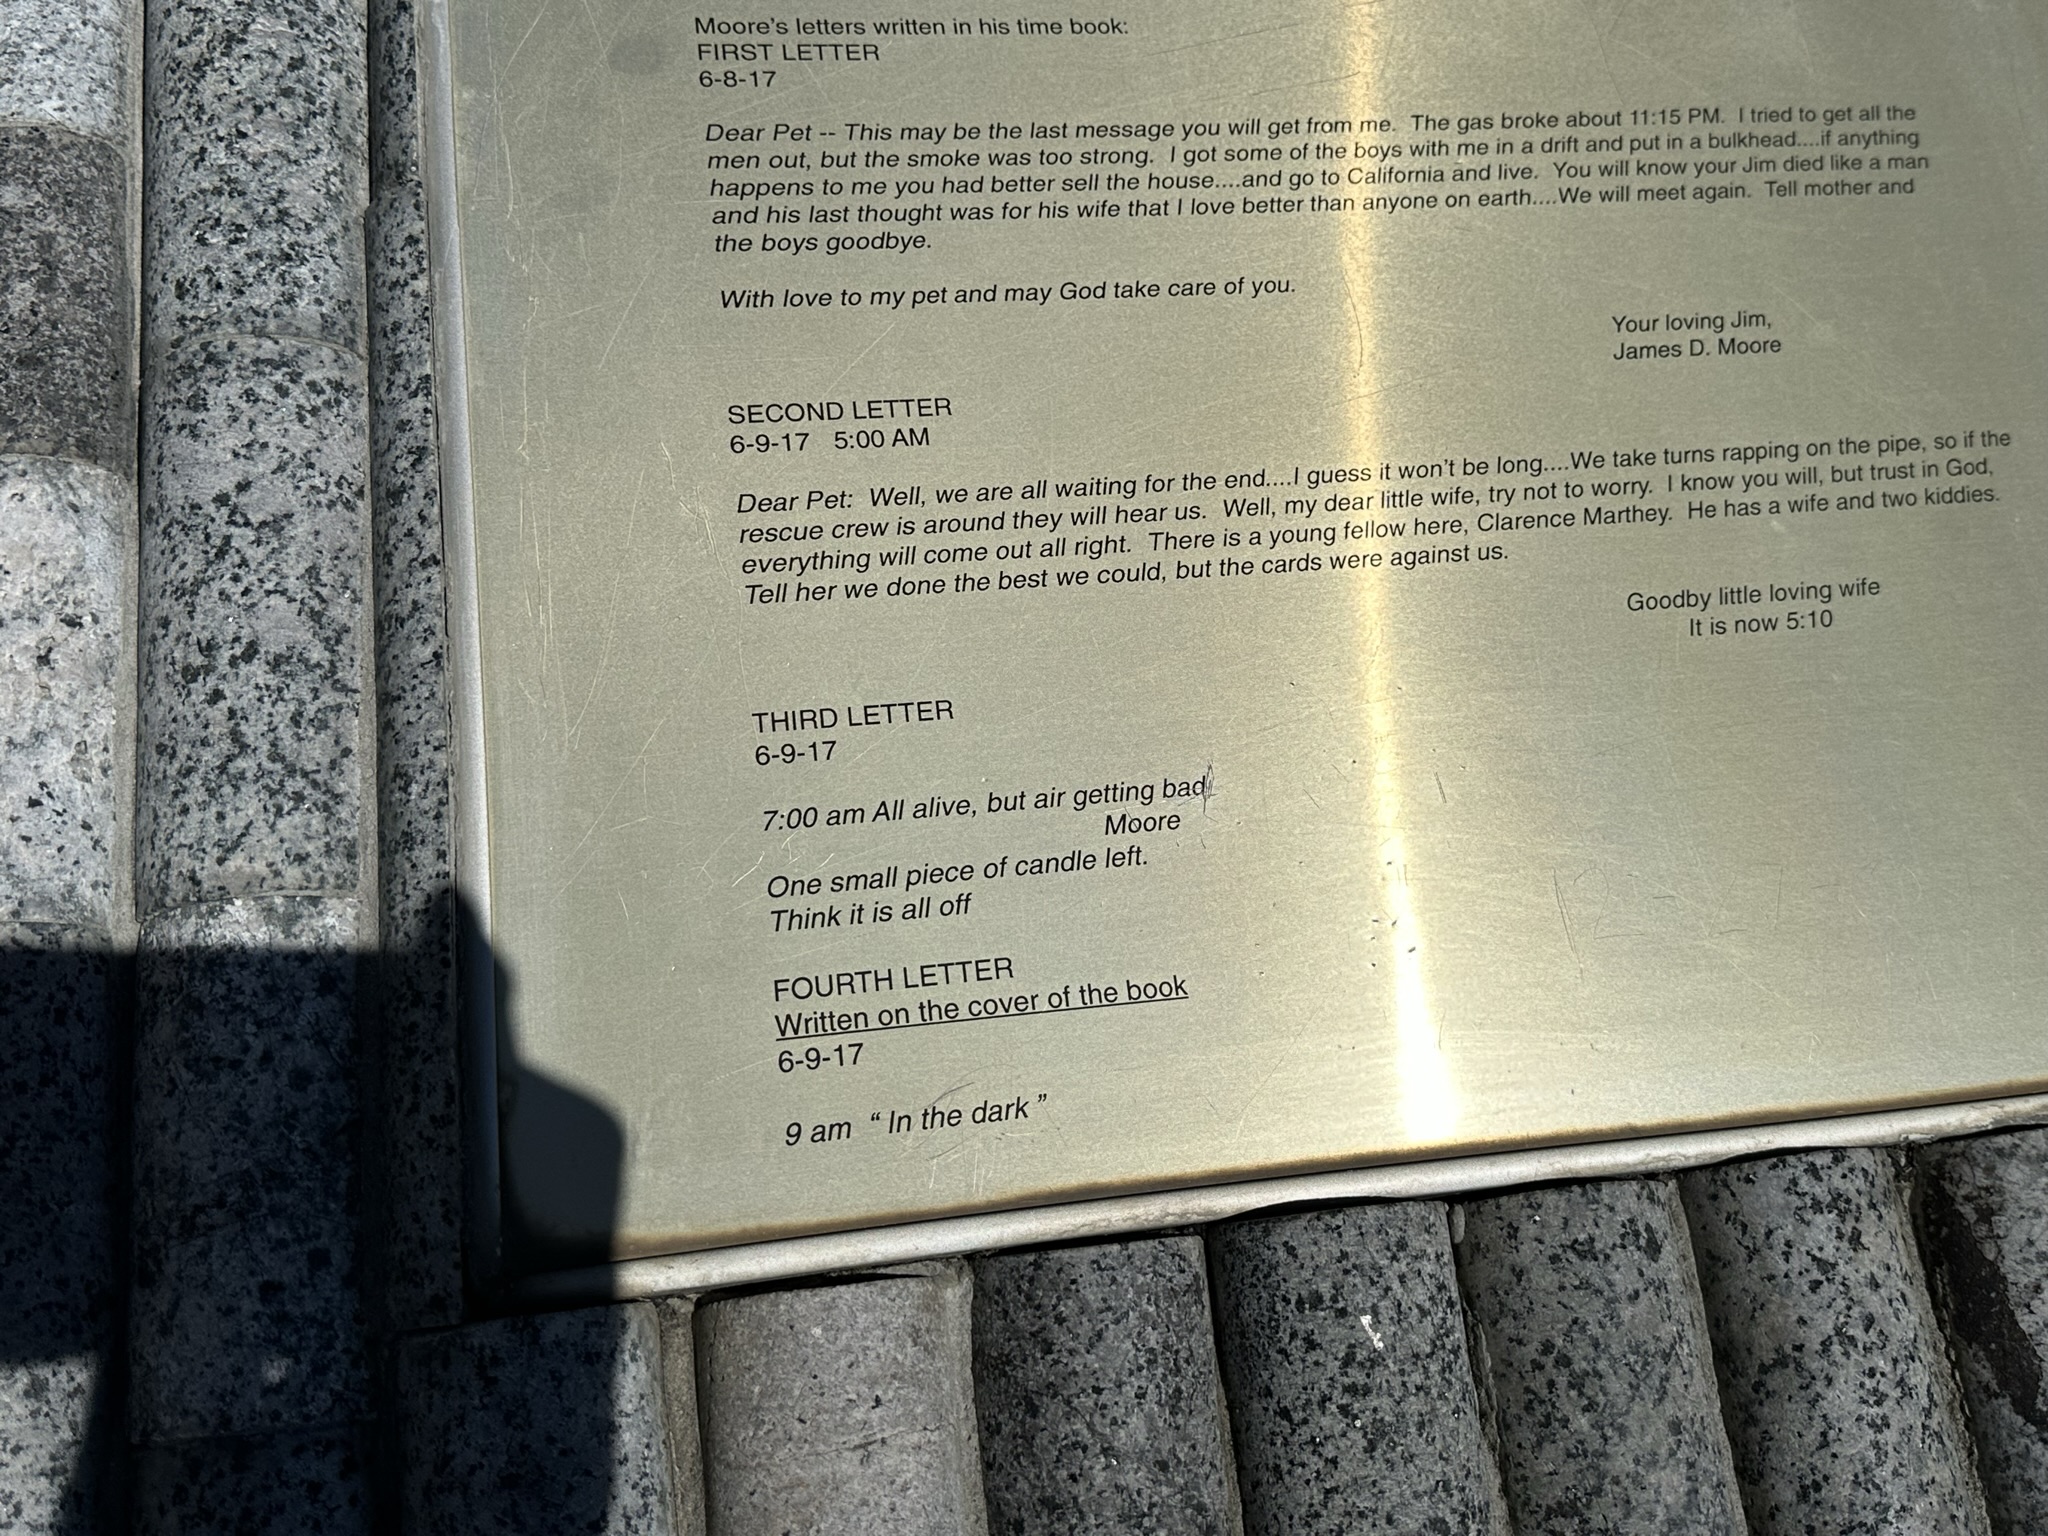 Moore's letters written in his time book:
FIRST LETTER
6-8-17
Dear Pet -- This may be the last message you will get from me. The gas broke about 11:15 PM. I tried to get all the
men out, but the smoke was too strong. I got some of the boys with me in a drift and put in a bulkhead....if anything
happens to me you had better sell the house....and go to California and live. You will know your Jim died like a man
and his last thought was for his wife that I love better than anyone on earth....We will meet again. Tell mother and
the boys goodbye.
With love to my pet and may God take care of you.
Your loving Jim,
James D. Moore
SECOND LETTER
6-9-17 5:00 AM
Dear Pet: Well, we are all waiting for the end....I guess it won't be long....We take turns rapping on the pipe, so if the
rescue crew is around they will hear us. Well, my dear little wife, try not to worry. I know you will, but trust in God,
everything will come out all right. There is a young fellow here, Clarence Marthey. He has a wife and two kiddies.
Tell her we done the best we could, but the cards were against us.
Goodby little loving wife
It is now 5:10
THIRD LETTER
6-9-17
7:00 am All alive, but air getting bad
Moore
One small piece of candle left.
Think it is all off
FOURTH LETTER
Written on the cover of the book
6-9-17
9 am “ In the dark ”